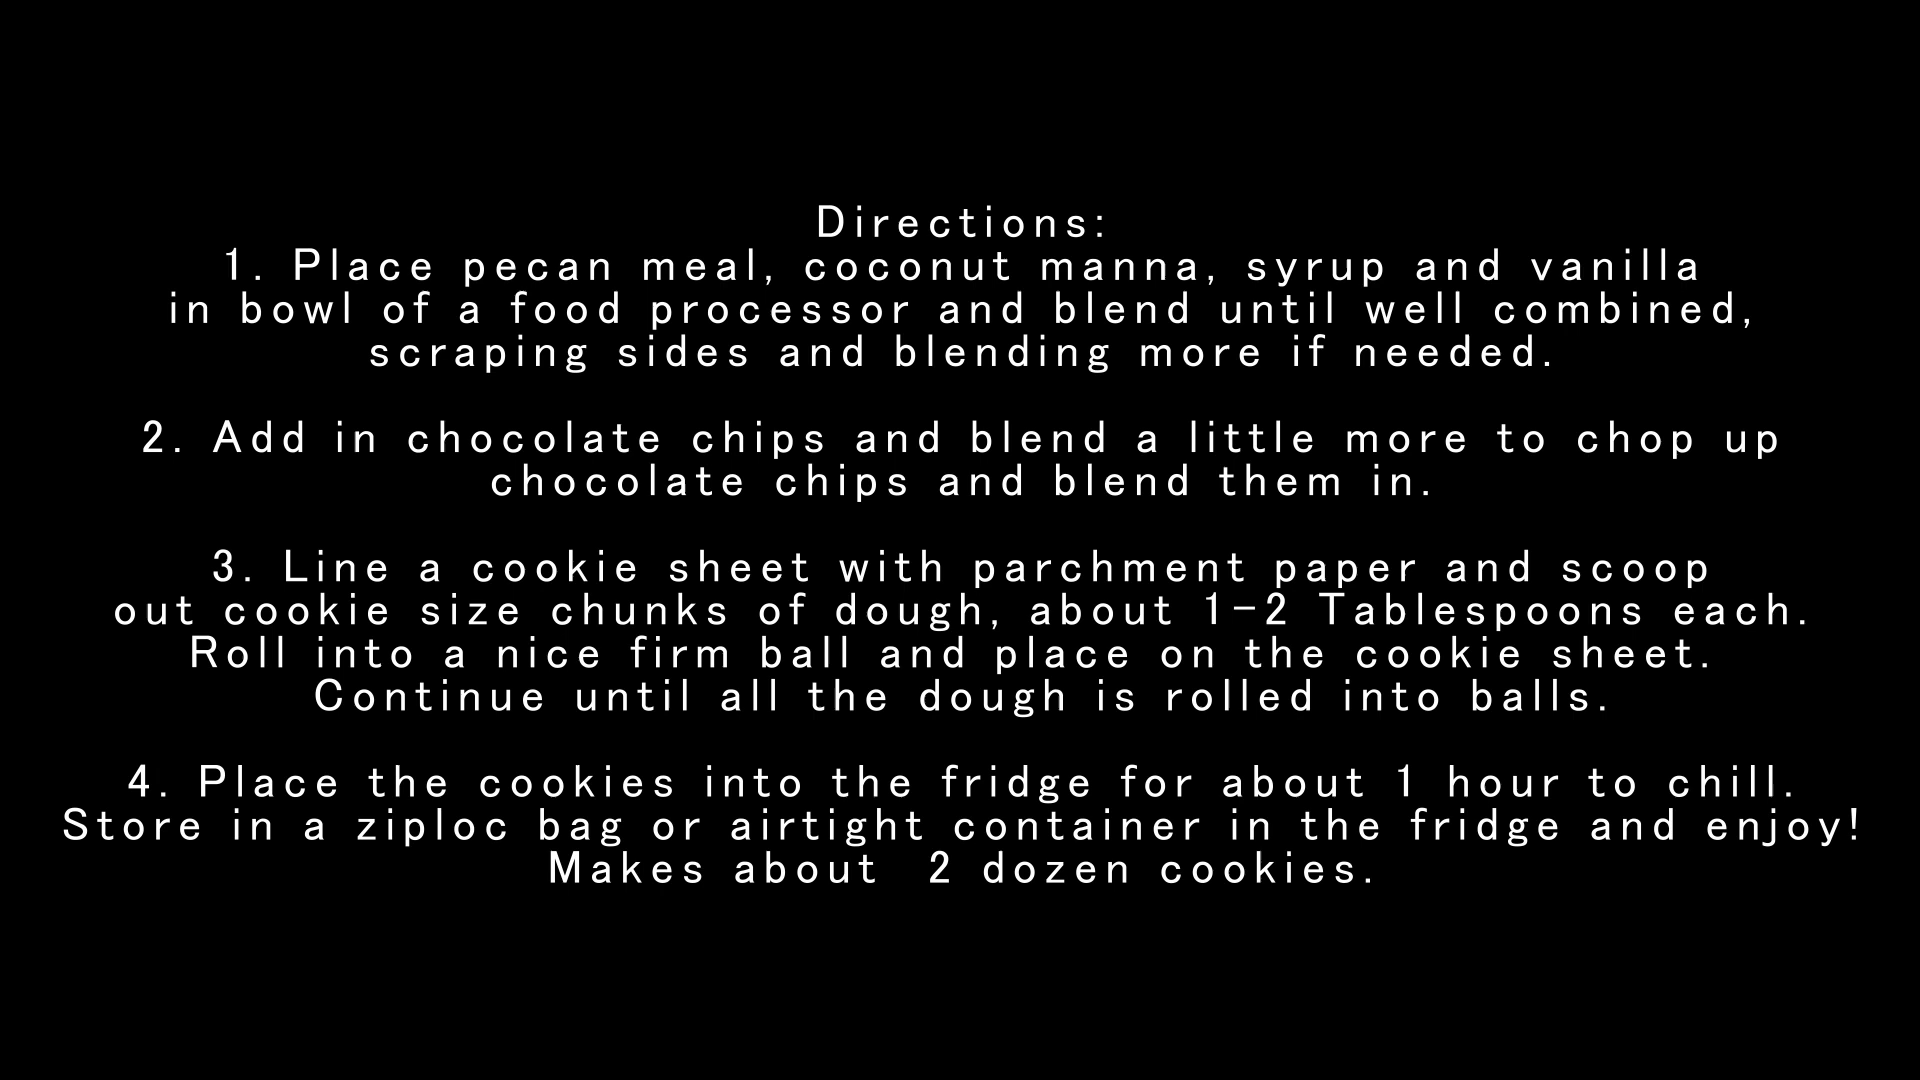 Directions:
1. Place pecan meal, coconut manna, syrup and vanilla
in bowl of a food processor and blend until well combined,
scraping sides and blending more if needed.
2. Add in chocolate chips and blend a little more to chop up
chocolate chips and blend them in.
3. Line a cookie sheet with parchment paper and scoop
out cookie size chunks of dough, about 1-2 Tablespoons each.
Roll into a nice firm ball and place on the cookie sheet.
Continue until all the dough is rolled into balls.
4. Place the cookies into the fridge for about 1 hour to chill.
Store in a ziploc bag or airtight container in the fridge and enjoy!
Makes about  2 dozen cookies.